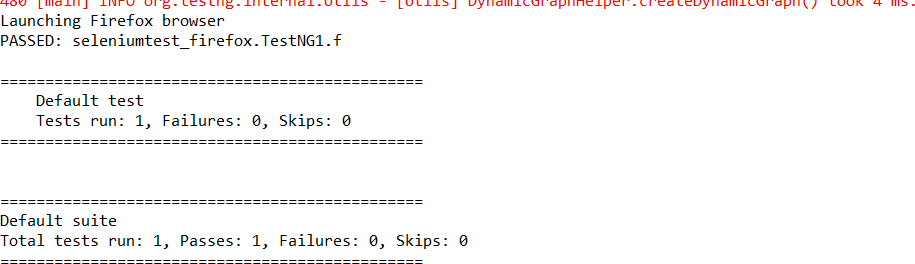 480 [main] INFO org.testng.internal.Utils - [Utils] DynamicGraphHelper.createDynamicGraph() took 4 ms.
Launching Firefox browser
PASSED: seleniumtest_firefox.TestNG1.f
===============================================
    Default test
    Tests run: 1, Failures: 0, Skips: 0
===============================================
===============================================
Default suite
Total tests run: 1, Passes: 1, Failures: 0, Skips: 0
===============================================